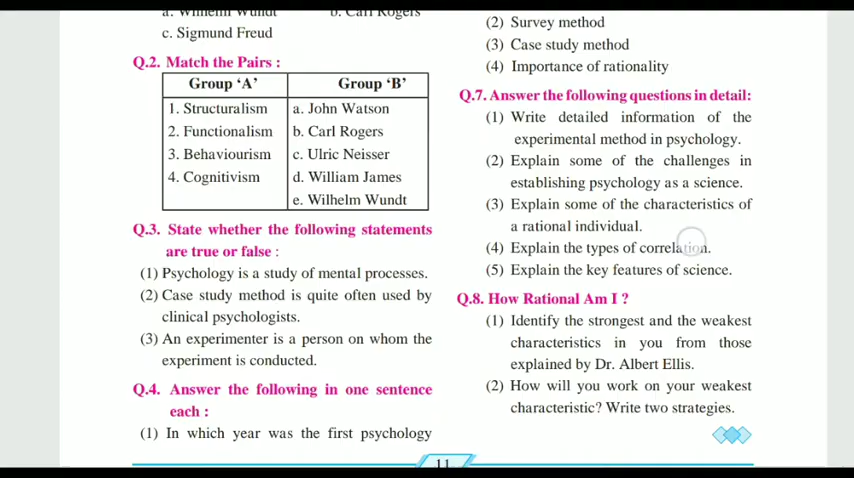 a. Wilhelm Wundt b. Carl Rogers
c. Sigmund Freud
Q.2. Match the Pairs :
Group ‘A’ Group ‘B’
1. Structuralism a. John Watson
2. Functionalism b. Carl Rogers
3. Behaviourism c. Ulric Neisser
4. Cognitivism d. William James
e. Wilhelm Wundt
Q.3. State whether the following statements
are true or false :
(1) Psychology is a study of mental processes.
(2) Case study method is quite often used by
clinical psychologists.
(3) An experimenter is a person on whom the
experiment is conducted.
Q.4. Answer the following in one sentence
each :
(1) In which year was the first psychology
(2) Survey method
(3) Case study method
(4) Importance of rationality
Q.7. Answer the following questions in detail:
(1) Write detailed information of the
experimental method in psychology.
(2) Explain some of the challenges in
establishing psychology as a science.
(3) Explain some of the characteristics of
a rational individual.
(4) Explain the types of correlation.
(5) Explain the key features of science.
Q.8. How Rational Am I ?
(1) Identify the strongest and the weakest
characteristics in you from those
explained by Dr. Albert Ellis.
(2) How will you work on your weakest
characteristic? Write two strategies.
11